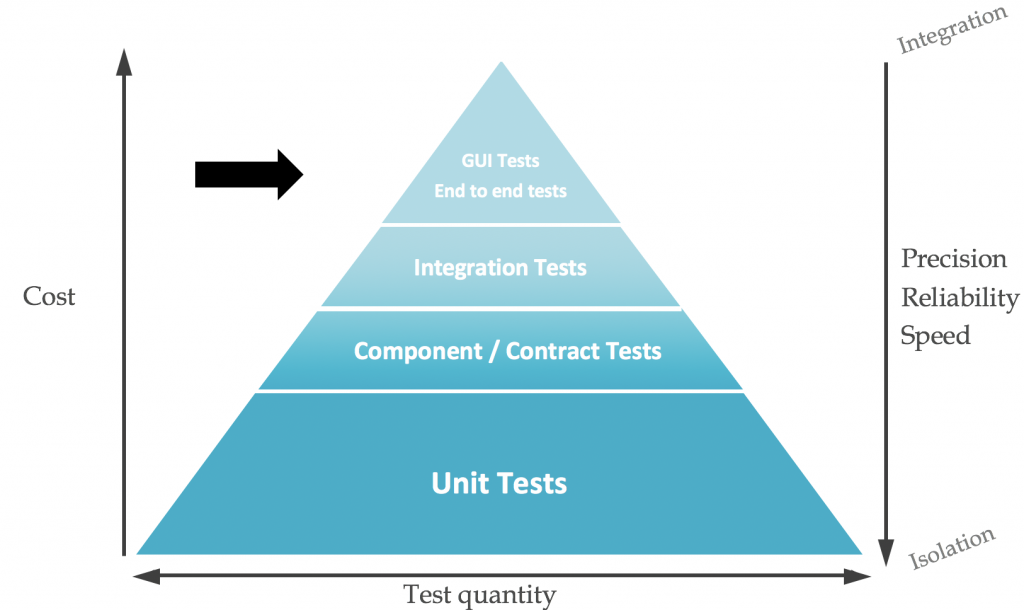 Integration
GUI Tests
End to end tests
Integration Tests
Precision
Reliability
Speed
Cost
Component / Contract Tests
Unit Tests
Isolation
Test quantity